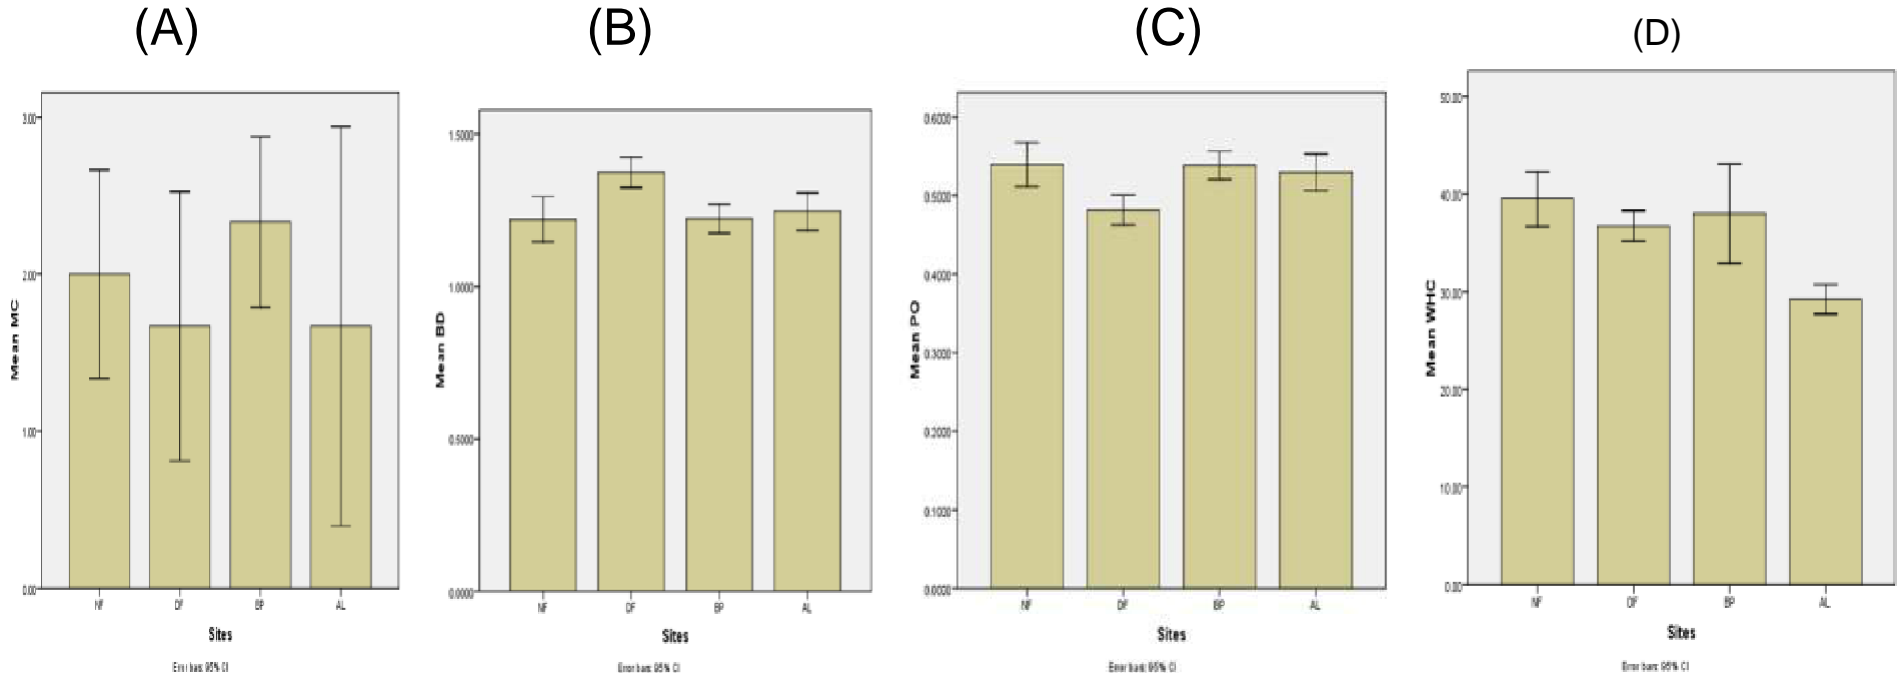 (A)
(B)
(C)
(D)
Mean MC
3.00
2.00
1.00
0.00
NF DF BP AL
Sites
Error bars: 95% CI
Mean BD
1.5000
1.0000
0.5000
0.0000
NF DF BP AL
Sites
Error bars: 95% CI
Mean PO
0.6000
0.5000
0.4000
0.3000
0.2000
0.1000
0.0000
NF DF BP AL
Sites
Error bars: 95% CI
Mean WHC
50.00
40.00
30.00
20.00
10.00
0.00
NF DF BP AL
Sites
Error bars: 95% CI